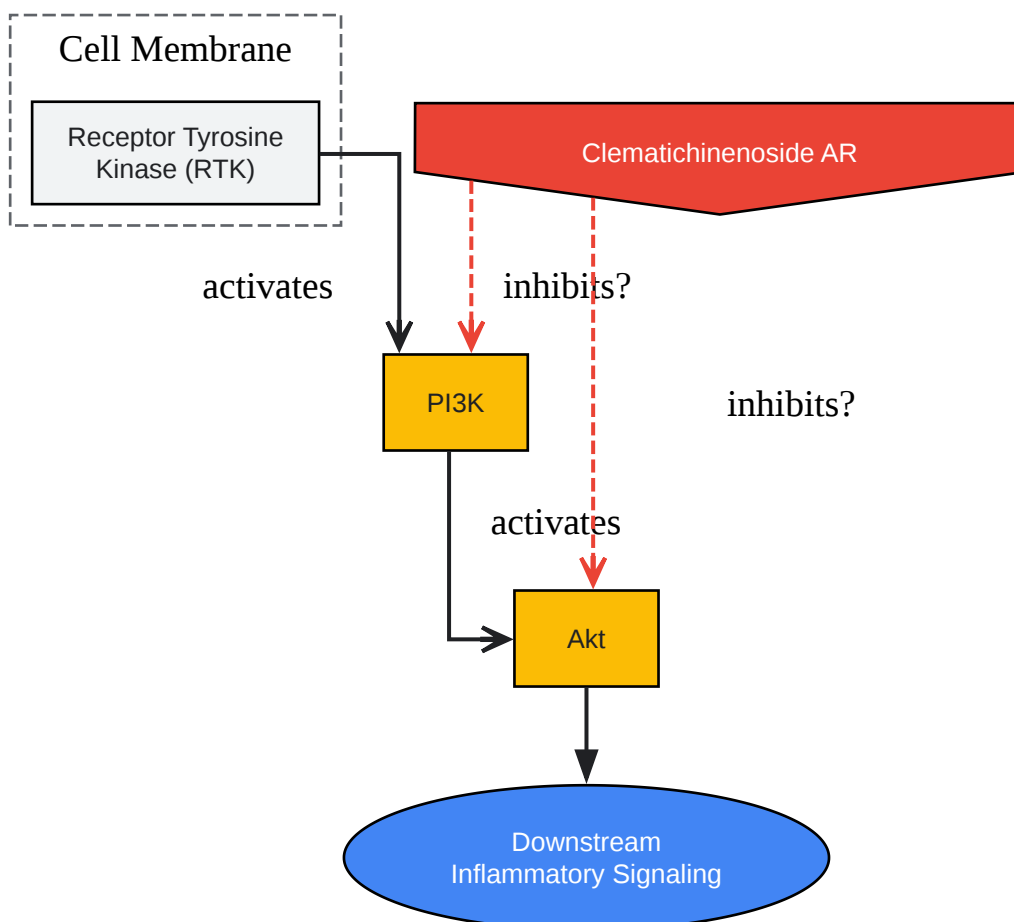 Cell Membrane
Receptor Tyrosine
Kinase (RTK)
Clematichinenoside AR
activates
inhibits?
PI3K
inhibits?
activates
Akt
Downstream
Inflammatory Signaling